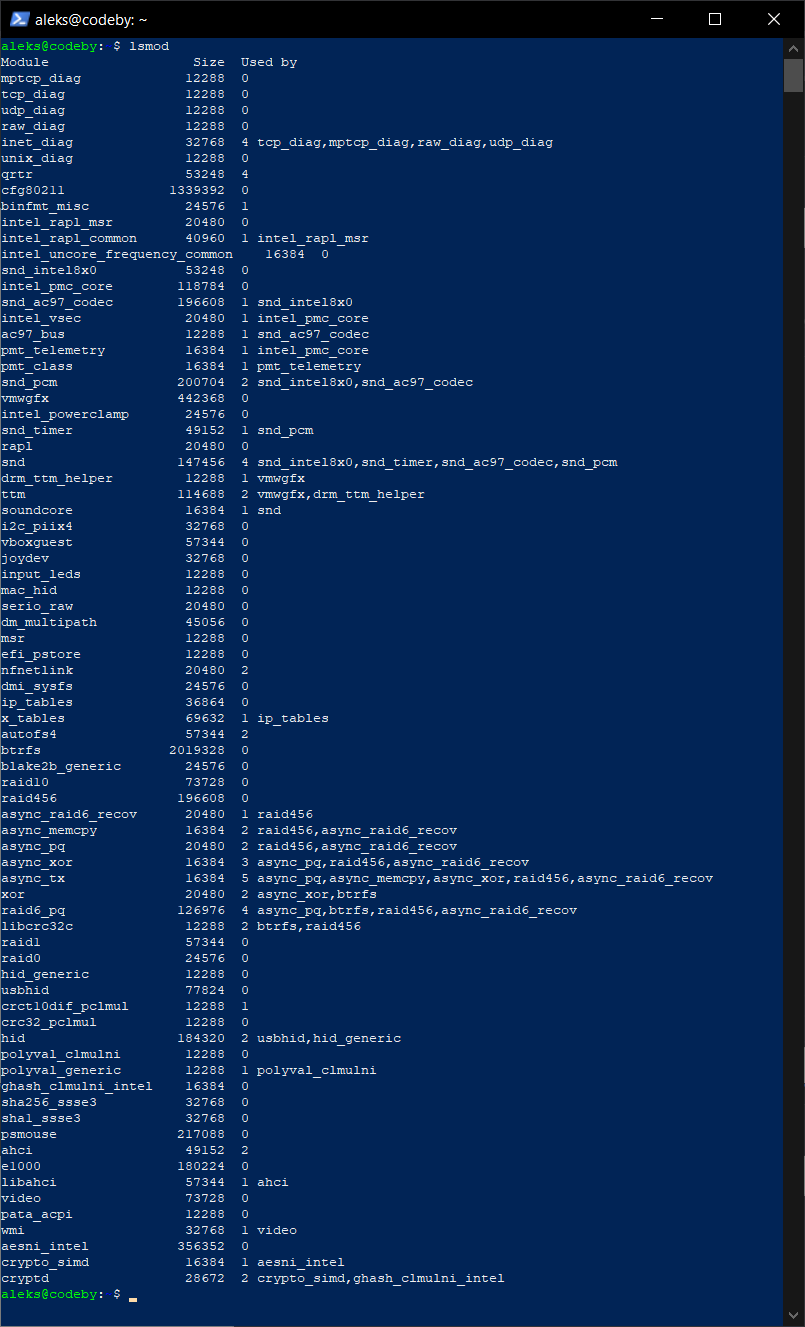 aleks@codeby: ~
aleks@codeby:~$ lsmod
Module                  Size  Used by
mptcp_diag             12288  0
tcp_diag               12288  0
udp_diag               12288  0
raw_diag               12288  0
inet_diag              32768  4 tcp_diag,mptcp_diag,raw_diag,udp_diag
unix_diag              12288  0
qrtr                   53248  4
cfg80211             1339392  0
binfmt_misc            24576  1
intel_rapl_msr         20480  0
intel_rapl_common      40960  1 intel_rapl_msr
intel_uncore_frequency_common    16384  0
snd_intel8x0           53248  0
intel_pmc_core        118784  0
snd_ac97_codec        196608  1 snd_intel8x0
intel_vsec             20480  1 intel_pmc_core
ac97_bus               12288  1 snd_ac97_codec
pmt_telemetry          16384  1 intel_pmc_core
pmt_class              16384  1 pmt_telemetry
snd_pcm               200704  2 snd_intel8x0,snd_ac97_codec
vmwgfx                442368  0
intel_powerclamp       24576  0
snd_timer              49152  1 snd_pcm
rapl                   20480  0
snd                   147456  4 snd_intel8x0,snd_timer,snd_ac97_codec,snd_pcm
drm_ttm_helper         12288  1 vmwgfx
ttm                   114688  2 vmwgfx,drm_ttm_helper
soundcore              16384  1 snd
i2c_piix4              32768  0
vboxguest              57344  0
joydev                 32768  0
input_leds             12288  0
mac_hid                12288  0
serio_raw              20480  0
dm_multipath           45056  0
msr                    12288  0
efi_pstore             12288  0
nfnetlink              20480  2
dmi_sysfs              24576  0
ip_tables              36864  0
x_tables               69632  1 ip_tables
autofs4                57344  2
btrfs                2019328  0
blake2b_generic        24576  0
raid10                 73728  0
raid456               196608  0
async_raid6_recov      20480  1 raid456
async_memcpy           16384  2 raid456,async_raid6_recov
async_pq               20480  2 raid456,async_raid6_recov
async_xor              16384  3 async_pq,raid456,async_raid6_recov
async_tx               16384  5 async_pq,async_memcpy,async_xor,raid456,async_raid6_recov
xor                    20480  2 async_xor,btrfs
raid6_pq              126976  4 async_pq,btrfs,raid456,async_raid6_recov
libcrc32c              12288  2 btrfs,raid456
raid1                  57344  0
raid0                  24576  0
hid_generic            12288  0
usbhid                 77824  0
crct10dif_pclmul       12288  1
crc32_pclmul           12288  0
hid                   184320  2 usbhid,hid_generic
polyval_clmulni        12288  0
polyval_generic        12288  1 polyval_clmulni
ghash_clmulni_intel    16384  0
sha256_ssse3           32768  0
sha1_ssse3             32768  0
psmouse               217088  0
ahci                   49152  2
e1000                 180224  0
libahci                57344  1 ahci
video                  73728  0
pata_acpi              12288  0
wmi                    32768  1 video
aesni_intel           356352  0
crypto_simd            16384  1 aesni_intel
cryptd                 28672  2 crypto_simd,ghash_clmulni_intel
aleks@codeby:~$